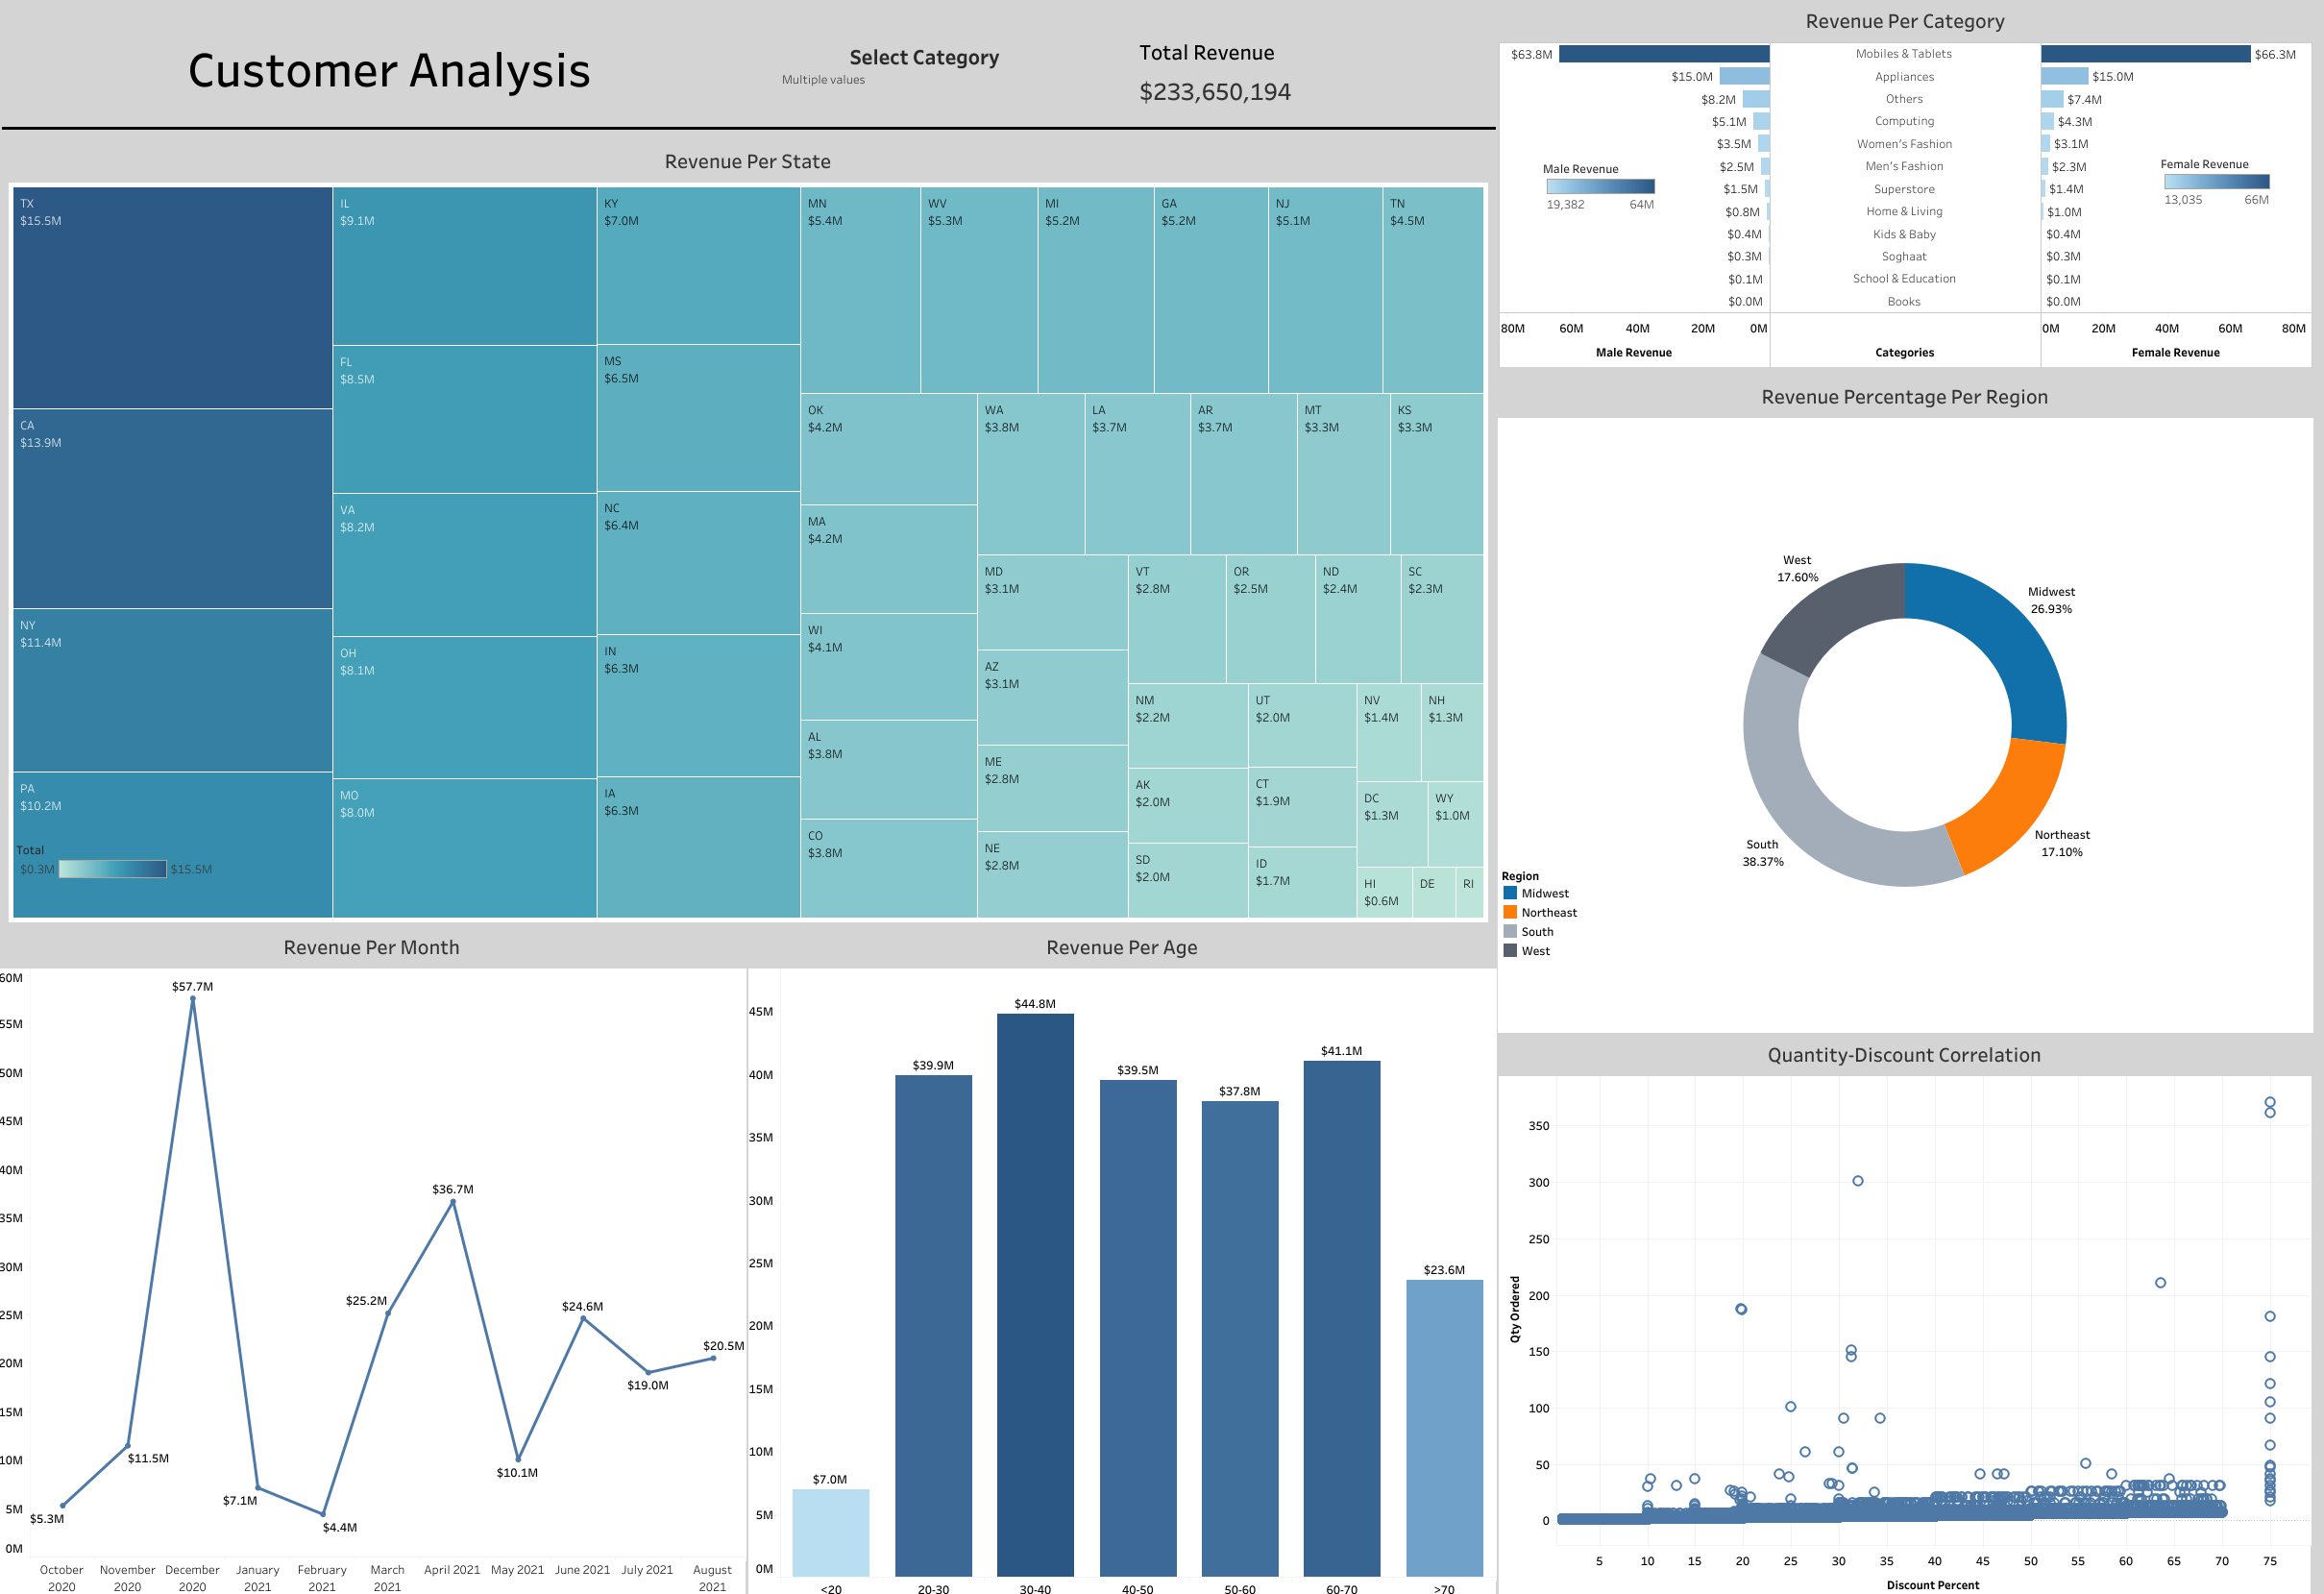 Customer Analysis
Select Category
Multiple values
Total Revenue
$233,650,194
Revenue Per State
TX
$15.5M
CA
$13.9M
NY
$11.4M
PA
$10.2M
Total
$0.3M
$15.5M
IL
$9.1M
FL
$8.5M
VA
$8.2M
OH
$8.1M
MO
$8.0M
KY
$7.0M
MS
$6.5M
NC
$6.4M
IN
$6.3M
IA
$6.3M
MN
$5.4M
WV
$5.3M
MI
$5.2M
GA
$5.2M
NJ
$5.1M
TN
$4.5M
OK
$4.2M
MA
$4.2M
WI
$4.1M
AL
$3.8M
CO
$3.8M
WA
$3.8M
LA
$3.7M
AR
$3.7M
MT
$3.3M
KS
$3.3M
MD
$3.1M
AZ
$3.1M
ME
$2.8M
NE
$2.8M
VT
$2.8M
OR
$2.5M
ND
$2.4M
SC
$2.3M
NM
$2.2M
AK
$2.0M
SD
$2.0M
UT
$2.0M
CT
$1.9M
ID
$1.7M
NV
$1.4M
NH
$1.3M
DC
$1.3M
WY
$1.0M
HI
$0.6M
DE
RI
Revenue Per Category
$63.8M Mobiles & Tablets $66.3M
$15.0M Appliances $15.0M
$8.2M Others $7.4M
$5.1M Computing $4.3M
$3.5M Women's Fashion $3.1M
$2.5M Men's Fashion $2.3M
$1.5M Superstore $1.4M
$0.8M Home & Living $1.0M
$0.4M Kids & Baby $0.4M
$0.3M Soghaat $0.3M
$0.1M School & Education $0.1M
$0.0M Books $0.0M
Male Revenue
19,382 64M
Female Revenue
13,035 66M
80M 60M 40M 20M 0M
0M 20M 40M 60M 80M
Male Revenue Categories Female Revenue
Revenue Percentage Per Region
West
17.60%
Midwest
26.93%
South
38.37%
Northeast
17.10%
Region
Midwest
Northeast
South
West
Revenue Per Month
60M
55M
50M
45M
40M
35M
30M
25M
20M
15M
10M
5M
0M
$5.3M
$11.5M
$57.7M
$7.1M
$4.4M
$25.2M
$36.7M
$10.1M
$24.6M
$19.0M
$20.5M
October 2020
November 2020
December 2020
January 2021
February 2021
March 2021
April 2021
May 2021
June 2021
July 2021
August 2021
Revenue Per Age
45M
40M
35M
30M
25M
20M
15M
10M
5M
0M
$7.0M
$39.9M
$44.8M
$39.5M
$37.8M
$41.1M
$23.6M
<20 20-30 30-40 40-50 50-60 60-70 >70
Quantity-Discount Correlation
Qty Ordered
350
300
250
200
150
100
50
0
5 10 15 20 25 30 35 40 45 50 55 60 65 70 75
Discount Percent